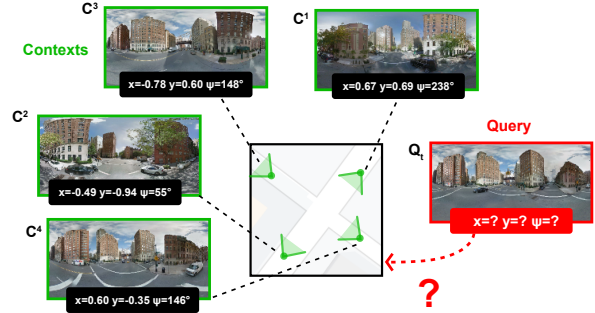 C³
C¹
Contexts
x=-0.78 y=0.60 ψ=148°
x=0.67 y=0.69 ψ=238°
C²
Query
Qₜ
x=-0.49 y=-0.94 ψ=55°
x=? y=? ψ=?
C⁴
x=0.60 y=-0.35 ψ=146°
?